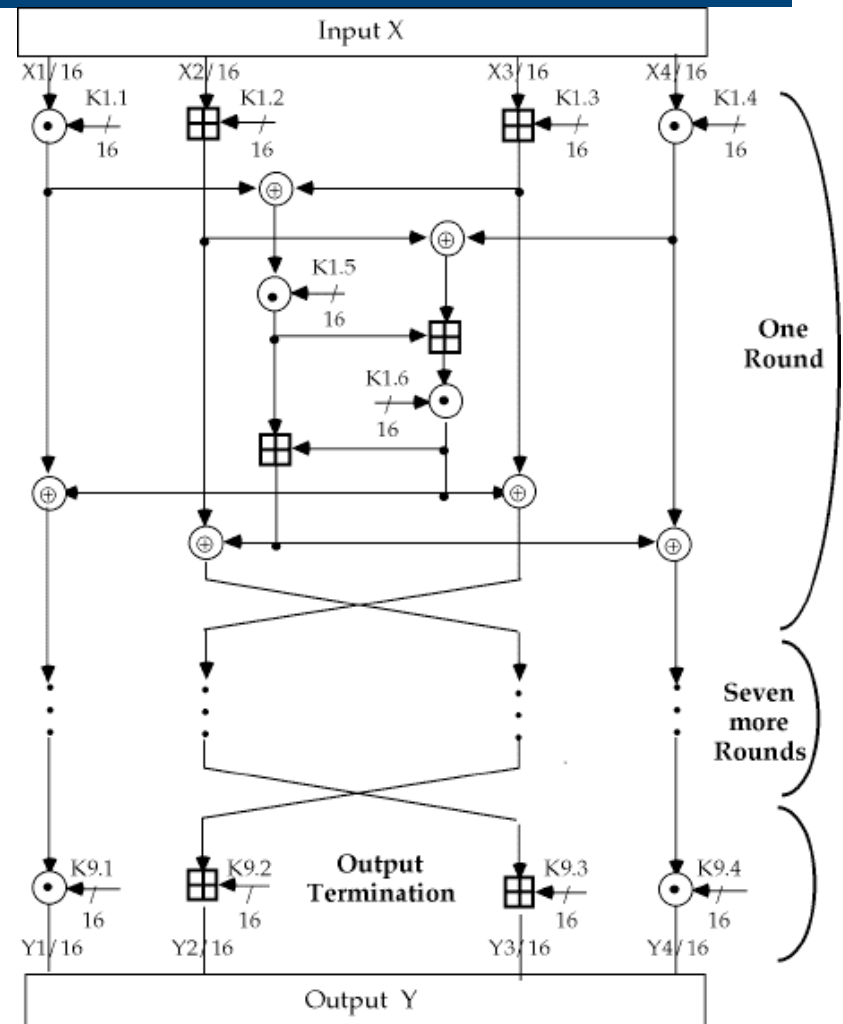 Input X
X1/16 X2/16 X3/16 X4/16
K1.1 K1.2 K1.3 K1.4
16 16 16 16
K1.5
16
One
Round
K1.6
16
Seven
more
Rounds
Output
Termination
K9.1 K9.2 K9.3 K9.4
16 16 16 16
Y1/16 Y2/16 Y3/16 Y4/16
Output Y